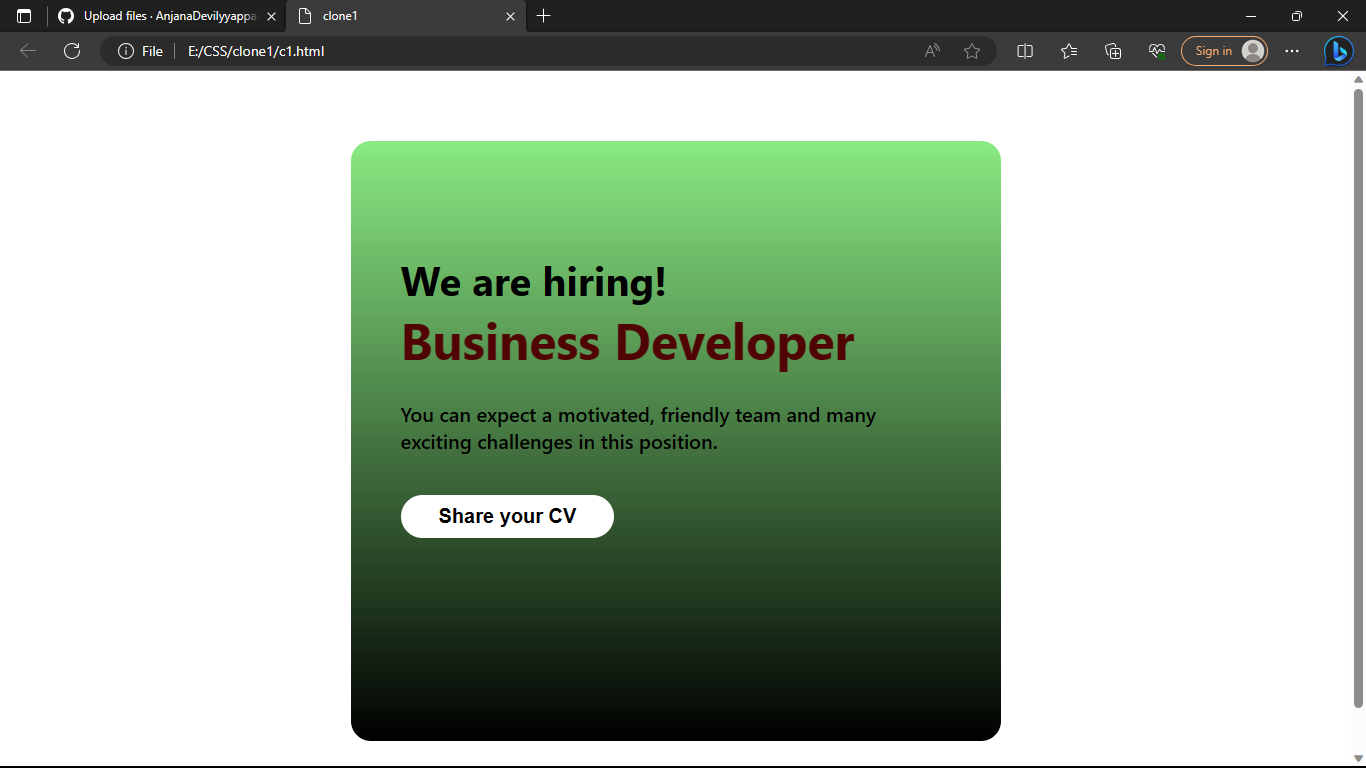 Upload files · AnjanaDevilyyappa
clone1
File
E:/CSS/clone1/c1.html
Sign in
We are hiring!
Business Developer
You can expect a motivated, friendly team and many
exciting challenges in this position.
Share your CV